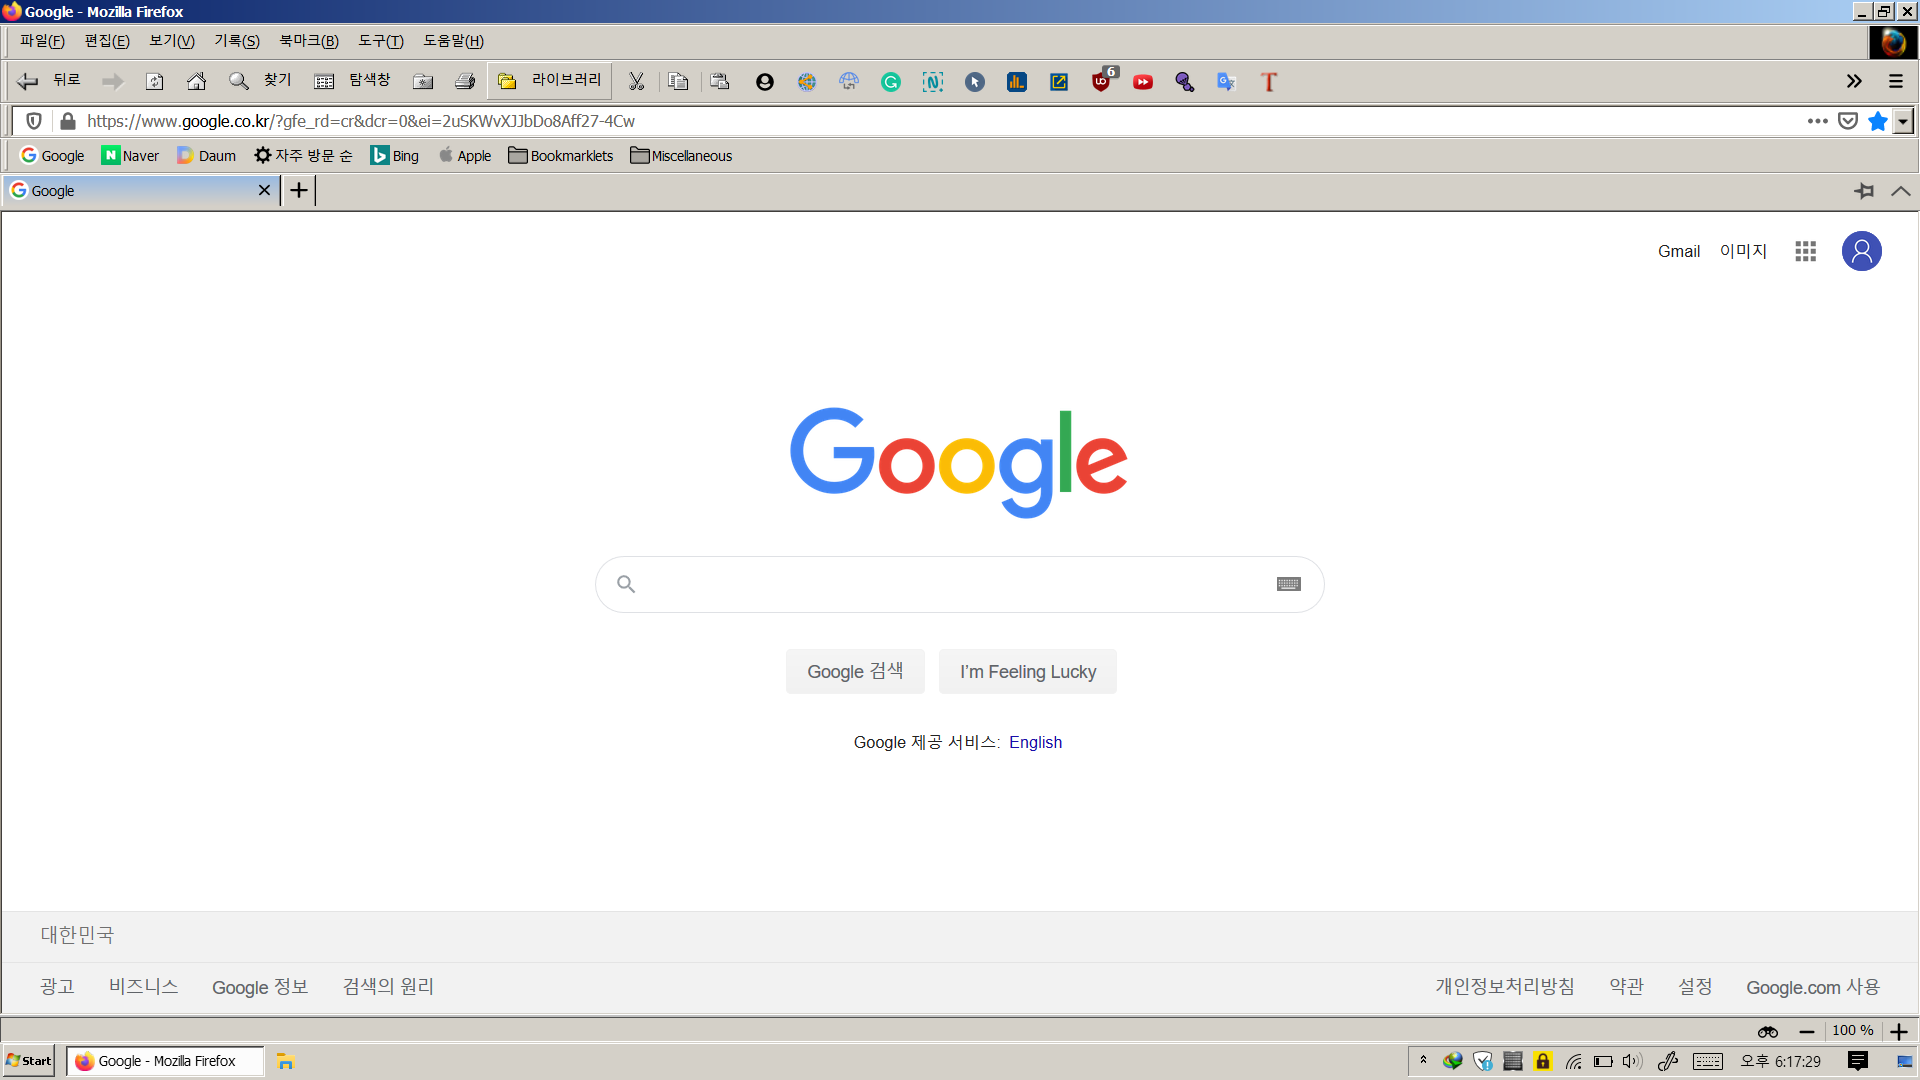 Google - Mozilla Firefox
파일(F) 편집(E) 보기(V) 기록(S) 북마크(B) 도구(T) 도움말(H)
뒤로 찾기 탐색창 라이브러리 6
https://www.google.co.kr/?gfe_rd=cr&dcr=0&ei=2uSKWvXJJbDo8Aff27-4Cw
Google Naver Daum 자주 방문 순 Bing Apple Bookmarklets Miscellaneous
Google
Gmail 이미지
Google
Google 검색 I'm Feeling Lucky
Google 제공 서비스: English
대한민국
광고 비즈니스 Google 정보 검색의 원리 개인정보처리방침 약관 설정 Google.com 사용
100 %
Start Google - Mozilla Firefox 오후 6:17:29